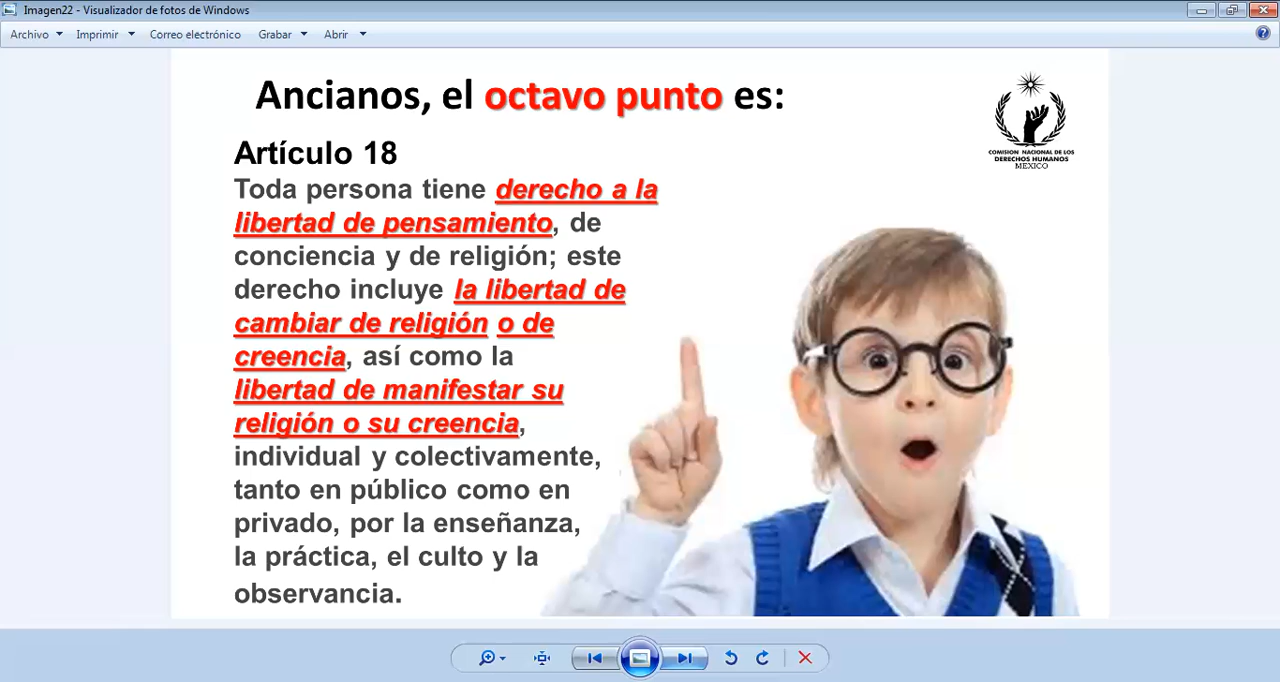 Imagen22 - Visualizador de fotos de Windows
Archivo Imprimir Correo electrónico Grabar Abrir
Ancianos, el octavo punto es:
COMISION NACIONAL DE LOS
DERECHOS HUMANOS
MEXICO
Artículo 18
Toda persona tiene derecho a la
libertad de pensamiento, de
conciencia y de religión; este
derecho incluye la libertad de
cambiar de religión o de
creencia, así como la
libertad de manifestar su
religión o su creencia,
individual y colectivamente,
tanto en público como en
privado, por la enseñanza,
la práctica, el culto y la
observancia.